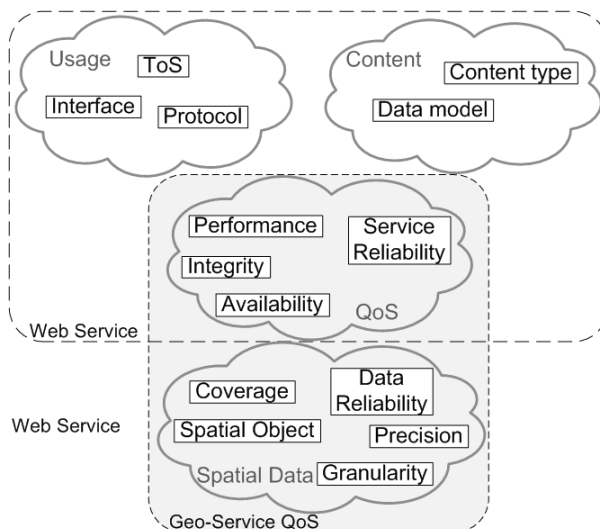 Usage
ToS
Interface
Protocol
Content
Content type
Data model
Performance
Service
Reliability
Integrity
Availability
QoS
Web Service
Coverage
Data
Reliability
Web Service
Spatial Object
Precision
Spatial Data
Granularity
Geo-Service QoS